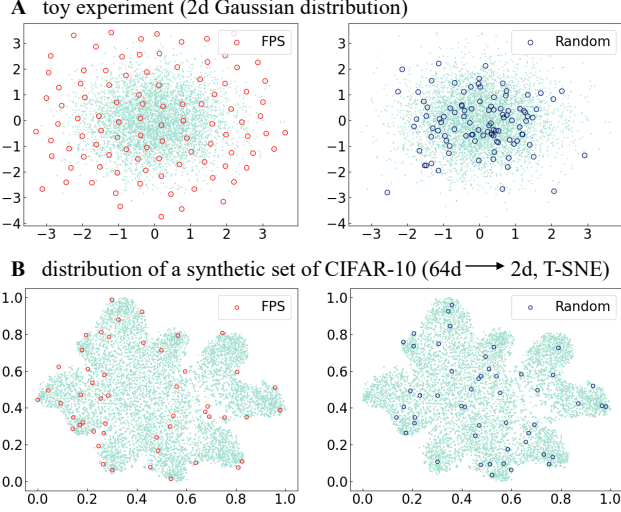 A toy experiment (2d Gaussian distribution)
FPS
Random
3
2
1
0
−1
−2
−3
−4
−3 −2 −1 0 1 2 3
3
2
1
0
−1
−2
−3
−4
−3 −2 −1 0 1 2 3
B distribution of a synthetic set of CIFAR-10 (64d ⟶ 2d, T-SNE)
FPS
Random
1.0
0.8
0.6
0.4
0.2
0.0
0.0 0.2 0.4 0.6 0.8 1.0
1.0
0.8
0.6
0.4
0.2
0.0
0.0 0.2 0.4 0.6 0.8 1.0